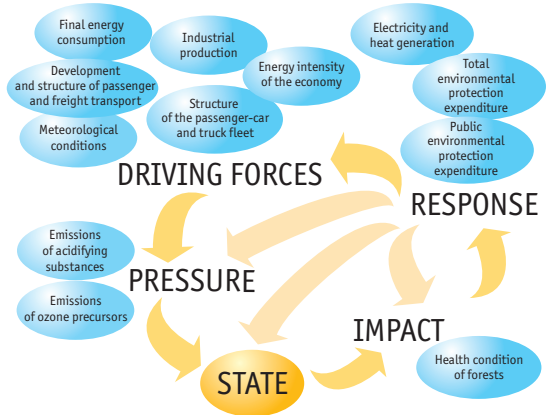 Final energy
consumption
Industrial
production
Electricity and
heat generation
Development
and structure of passenger
and freight transport
Energy intensity
of the economy
Total
environmental
protection
expenditure
Meteorological
conditions
Structure
of the passenger-car
and truck fleet
Public
environmental
protection
expenditure
DRIVING FORCES
RESPONSE
Emissions
of acidifying
substances
PRESSURE
Emissions
of ozone precursors
IMPACT
Health condition
of forests
STATE